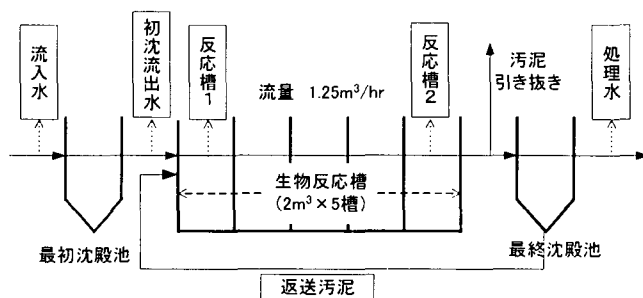 流入水
初沈流出水
反応槽1
流量 1.25m³/hr
反応槽2
汚泥
引き抜き
処理水
生物反応槽
(2m³×5槽)
最初沈殿池
最終沈殿池
返送汚泥